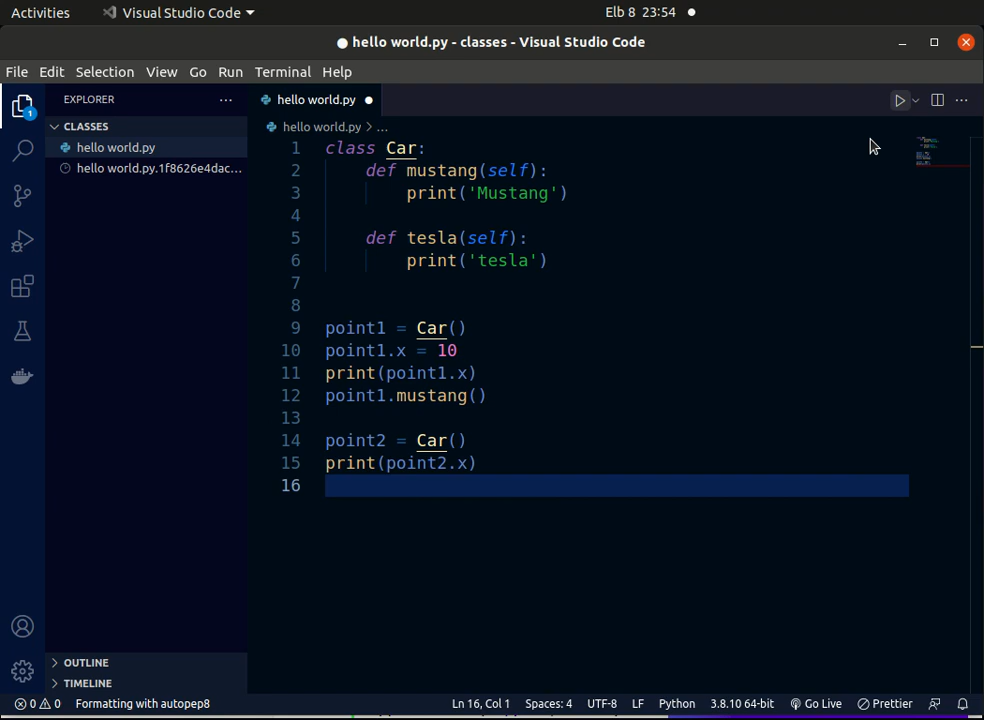 Activities
Visual Studio Code
Elb 8 23:54
hello world.py - classes - Visual Studio Code
File Edit Selection View Go Run Terminal Help
1
EXPLORER
CLASSES
hello world.py
hello world.py.1f8626e4dac...
OUTLINE
TIMELINE
hello world.py
hello world.py > ...
1 class Car:
2 def mustang(self):
3 print('Mustang')
4
5 def tesla(self):
6 print('tesla')
7
8
9 point1 = Car()
10 point1.x = 10
11 print(point1.x)
12 point1.mustang()
13
14 point2 = Car()
15 print(point2.x)
16
0 0 Formatting with autopep8 Ln 16, Col 1 Spaces: 4 UTF-8 LF Python 3.8.10 64-bit Go Live Prettier